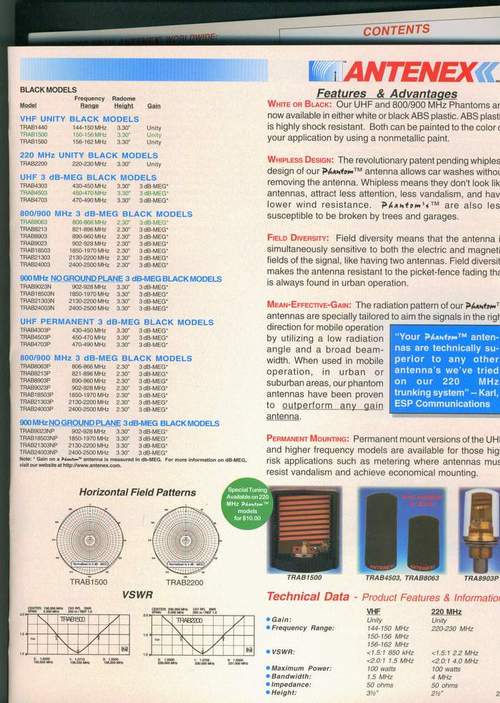 CONTENTS
WORLDWIDE:
ANTENEX
BLACK MODELS
Model Frequency Range Radome Height Gain
VHF UNITY BLACK MODELS
TRAB1440 144-150 MHz 3.30" Unity
TRAB1500 150-156 MHz 3.30" Unity
TRAB1560 156-162 MHz 3.30" Unity
220 MHz UNITY BLACK MODELS
TRAB2200 220-230 MHz 3.30" Unity
UHF 3 dB-MEG BLACK MODELS
TRAB4303 430-450 MHz 3.30" 3 dB-MEG*
TRAB4503 450-470 MHz 3.30" 3 dB-MEG*
TRAB4703 470-490 MHz 3.30" 3 dB-MEG*
800/900 MHz 3 dB-MEG BLACK MODELS
TRAB8063 806-866 MHz 2.30" 3 dB-MEG*
TRAB8213 821-896 MHz 2.30" 3 dB-MEG*
TRAB8903 890-960 MHz 2.30" 3 dB-MEG*
TRAB9023 902-928 MHz 2.30" 3 dB-MEG*
TRAB18503 1850-1970 MHz 2.30" 3 dB-MEG*
TRAB21303 2130-2200 MHz 2.30" 3 dB-MEG*
TRAB24003 2400-2500 MHz 2.30" 3 dB-MEG*
900 MHz NO GROUND PLANE 3 dB-MEG BLACK MODELS
TRAB9023N 902-928 MHz 3.30" 3 dB-MEG*
TRAB18503N 1850-1970 MHz 3.30" 3 dB-MEG*
TRAB21303N 2130-2200 MHz 3.30" 3 dB-MEG*
TRAB24003N 2400-2500 MHz 3.30" 3 dB-MEG*
UHF PERMANENT 3 dB-MEG BLACK MODELS
TRAB4303P 430-450 MHz 3.30" 3 dB-MEG*
TRAB4503P 450-470 MHz 3.30" 3 dB-MEG*
TRAB4703P 470-490 MHz 3.30" 3 dB-MEG*
800/900 MHz 3 dB-MEG BLACK MODELS
TRAB8063P 806-866 MHz 2.30" 3 dB-MEG*
TRAB8213P 821-896 MHz 2.30" 3 dB-MEG*
TRAB8903P 890-960 MHz 2.30" 3 dB-MEG*
TRAB9023P 902-928 MHz 2.30" 3 dB-MEG*
TRAB18503P 1850-1970 MHz 2.30" 3 dB-MEG*
TRAB21303P 2130-2200 MHz 2.30" 3 dB-MEG*
TRAB24003P 2400-2500 MHz 2.30" 3 dB-MEG*
900 MHz NO GROUND PLANE 3 dB-MEG BLACK MODELS
TRAB9023NP 902-928 MHz 3.30" 3 dB-MEG*
TRAB18503NP 1850-1970 MHz 3.30" 3 dB-MEG*
TRAB21303NP 2130-2200 MHz 3.30" 3 dB-MEG*
TRAB24003NP 2400-2500 MHz 3.30" 3 dB-MEG*
Note: * Gain on a Phantom™ antenna is measured in db-MEG. For more information on dB-MEG,
visit our website at http://www.antenex.com.
Horizontal Field Patterns
TRAB1500 TRAB2200
VSWR
TRAB1500 TRAB2200
Features & Advantages
WHITE OR BLACK: Our UHF and 800/900 MHz Phantoms ar
now available in either white or black ABS plastic. ABS plasti
is highly shock resistant. Both can be painted to the color
your application by using a nonmetallic paint.
WHIPLESS DESIGN: The revolutionary patent pending whiples
design of our Phantom™ antenna allows car washes withou
removing the antenna. Whipless means they don't look lik
antennas, attract less attention, less vandalism, and hav
lower wind resistance. Phantom's™ are also les
susceptible to be broken by trees and garages.
FIELD DIVERSITY: Field diversity means that the antenna i
simultaneously sensitive to both the electric and magneti
fields of the signal, like having two antennas. Field diversit
makes the antenna resistant to the picket-fence fading tha
is always found in urban operation.
MEAN-EFFECTIVE-GAIN: The radiation pattern of our Phantom™
antennas are specially tailored to aim the signals in the righ
direction for mobile operation
by utilizing a low radiation
angle and a broad beam-
width. When used in mobile
operation, in urban or
suburban areas, our phantom
antennas have been proven
to outperform any gain
antenna.
"Your Phantom™ anten-
nas are technically su-
perior to any other
antenna's we've tried
on our 220 MHz
trunking system" – Karl,
ESP Communications
PERMANENT MOUNTING: Permanent mount versions of the UHF
and higher frequency models are available for those hig
risk applications such as metering where antennas mus
resist vandalism and achieve economical mounting.
Special Tuning
Available on 220
MHz Phantom™
models
for $10.00
TRAB1500 TRAB4503, TRAB8063 TRA8903P
Technical Data - Product Features & Information
VHF 220 MHz
Gain: Unity Unity
Frequency Range: 144-150 MHz 220-230 MHz
150-156 MHz
156-162 MHz
VSWR: <1.5:1 850 kHz <1.5:1 2.2 MHz
<2.0:1 1.5 MHz <2.0:1 4.0 MHz
Maximum Power: 100 watts 100 watts
Bandwidth: 1.5 MHz 4 MHz
Impedance: 50 ohms 50 ohms
Height: 3½" 2½"